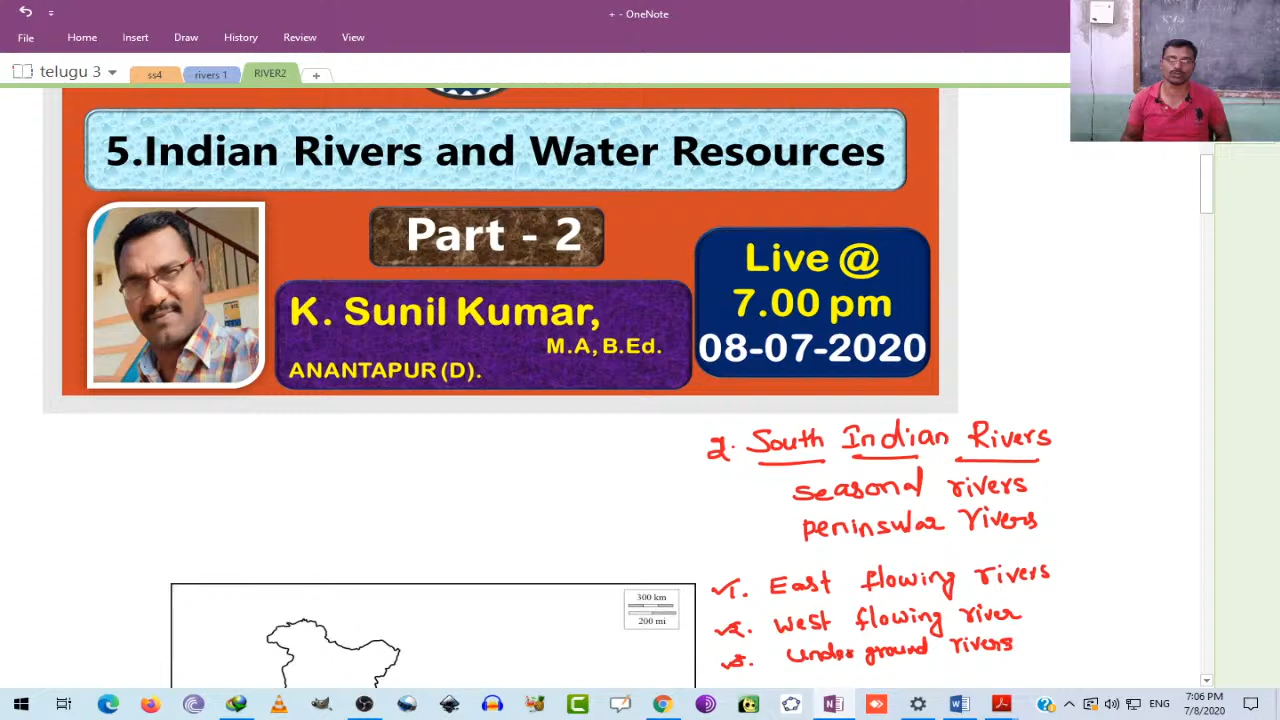 + - OneNote
File Home Insert Draw History Review View
telugu 3 ss4 rivers 1 RIVER2 +
5.Indian Rivers and Water Resources
Part - 2
K. Sunil Kumar,
M.A, B.Ed.
ANANTAPUR (D).
Live @
7.00 pm
08-07-2020
2. South Indian Rivers
seasonal rivers
peninsular rivers
1. East flowing rivers
2. West flowing river
3. under ground rivers
300 km
200 mi
ENG
7:06 PM
7/8/2020